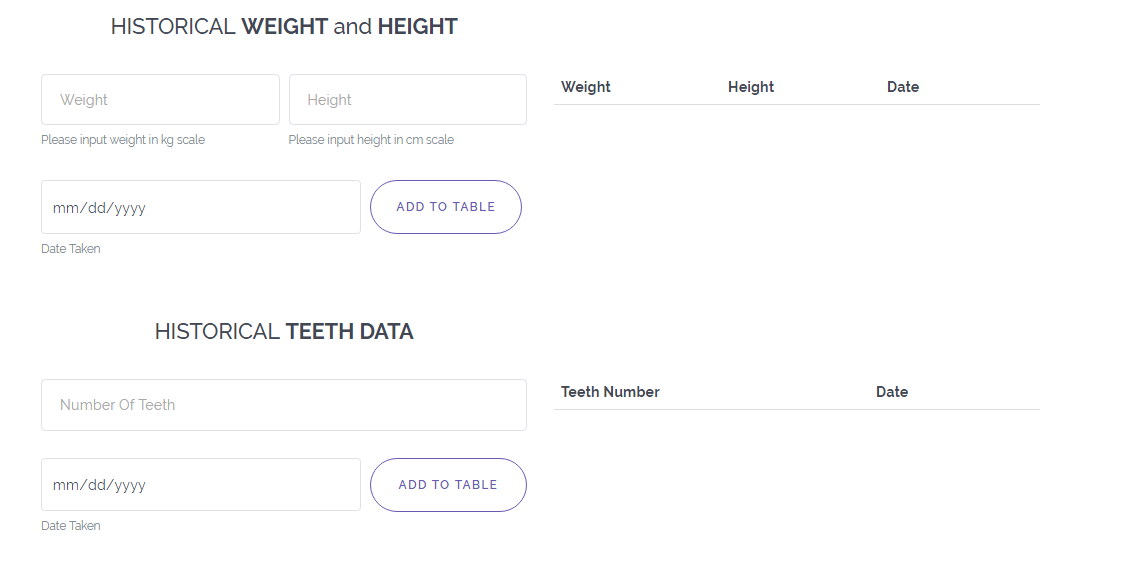 HISTORICAL WEIGHT and HEIGHT
Weight
Height
Please input weight in kg scale
Please input height in cm scale
mm/dd/yyyy
ADD TO TABLE
Date Taken
Weight Height Date
HISTORICAL TEETH DATA
Number Of Teeth
mm/dd/yyyy
ADD TO TABLE
Date Taken
Teeth Number Date